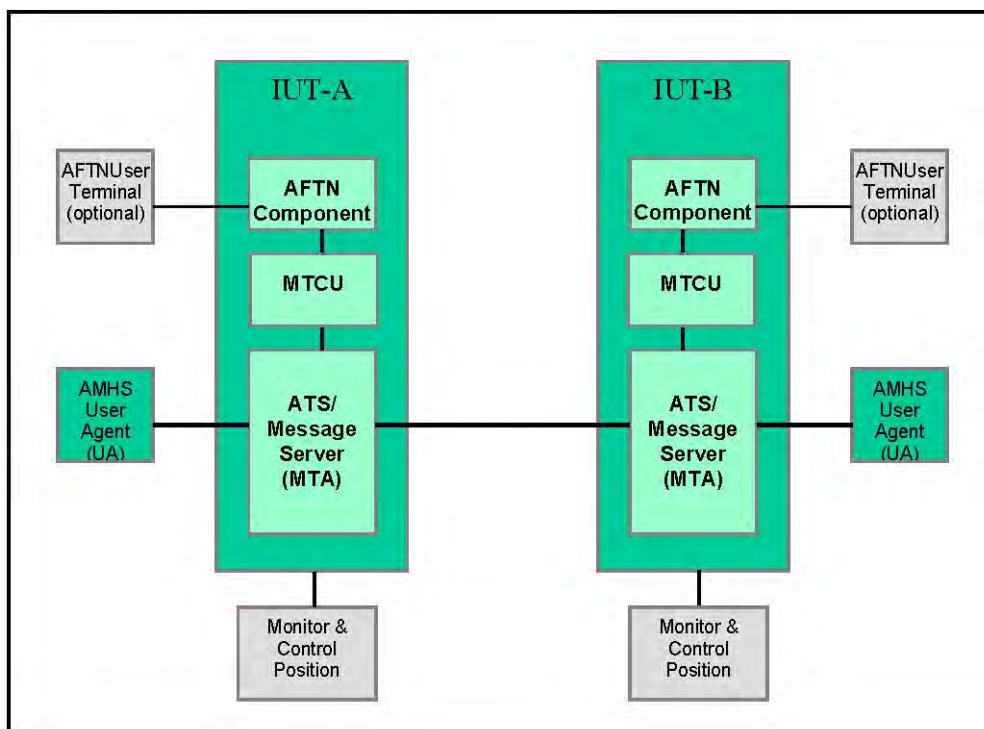 IUT-A
AFTNUser
Terminal
(optional)
AFTN
Component
MTCU
AMHS
User
Agent
(UA)
ATS/
Message
Server
(MTA)
Monitor &
Control
Position
IUT-B
AFTN
Component
AFTNUser
Terminal
(optional)
MTCU
ATS/
Message
Server
(MTA)
AMHS
User
Agent
(UA)
Monitor &
Control
Position